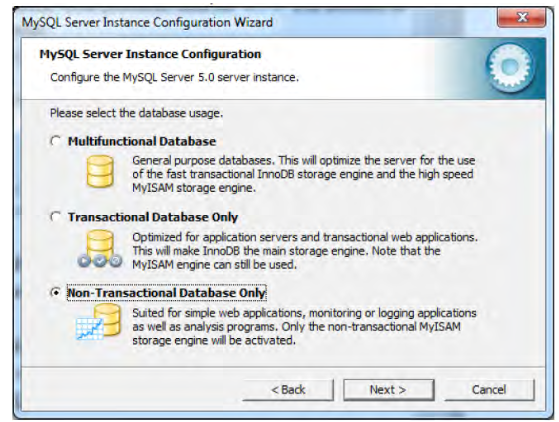 MySQL Server Instance Configuration Wizard
MySQL Server Instance Configuration
Configure the MySQL Server 5.0 server instance.
Please select the database usage.
Multifunctional Database
General purpose databases. This will optimize the server for the use
of the fast transactional InnoDB storage engine and the high speed
MyISAM storage engine.
Transactional Database Only
Optimized for application servers and transactional web applications.
This will make InnoDB the main storage engine. Note that the
MyISAM engine can still be used.
Non-Transactional Database Only
Suited for simple web applications, monitoring or logging applications
as well as analysis programs. Only the non-transactional MyISAM
storage engine will be activated.
< Back Next > Cancel